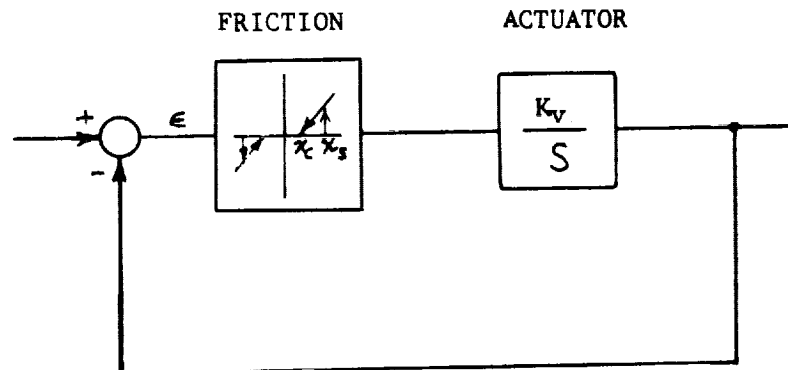 FRICTION
ACTUATOR
+
ϵ
-
x_c x_s
K_v
S